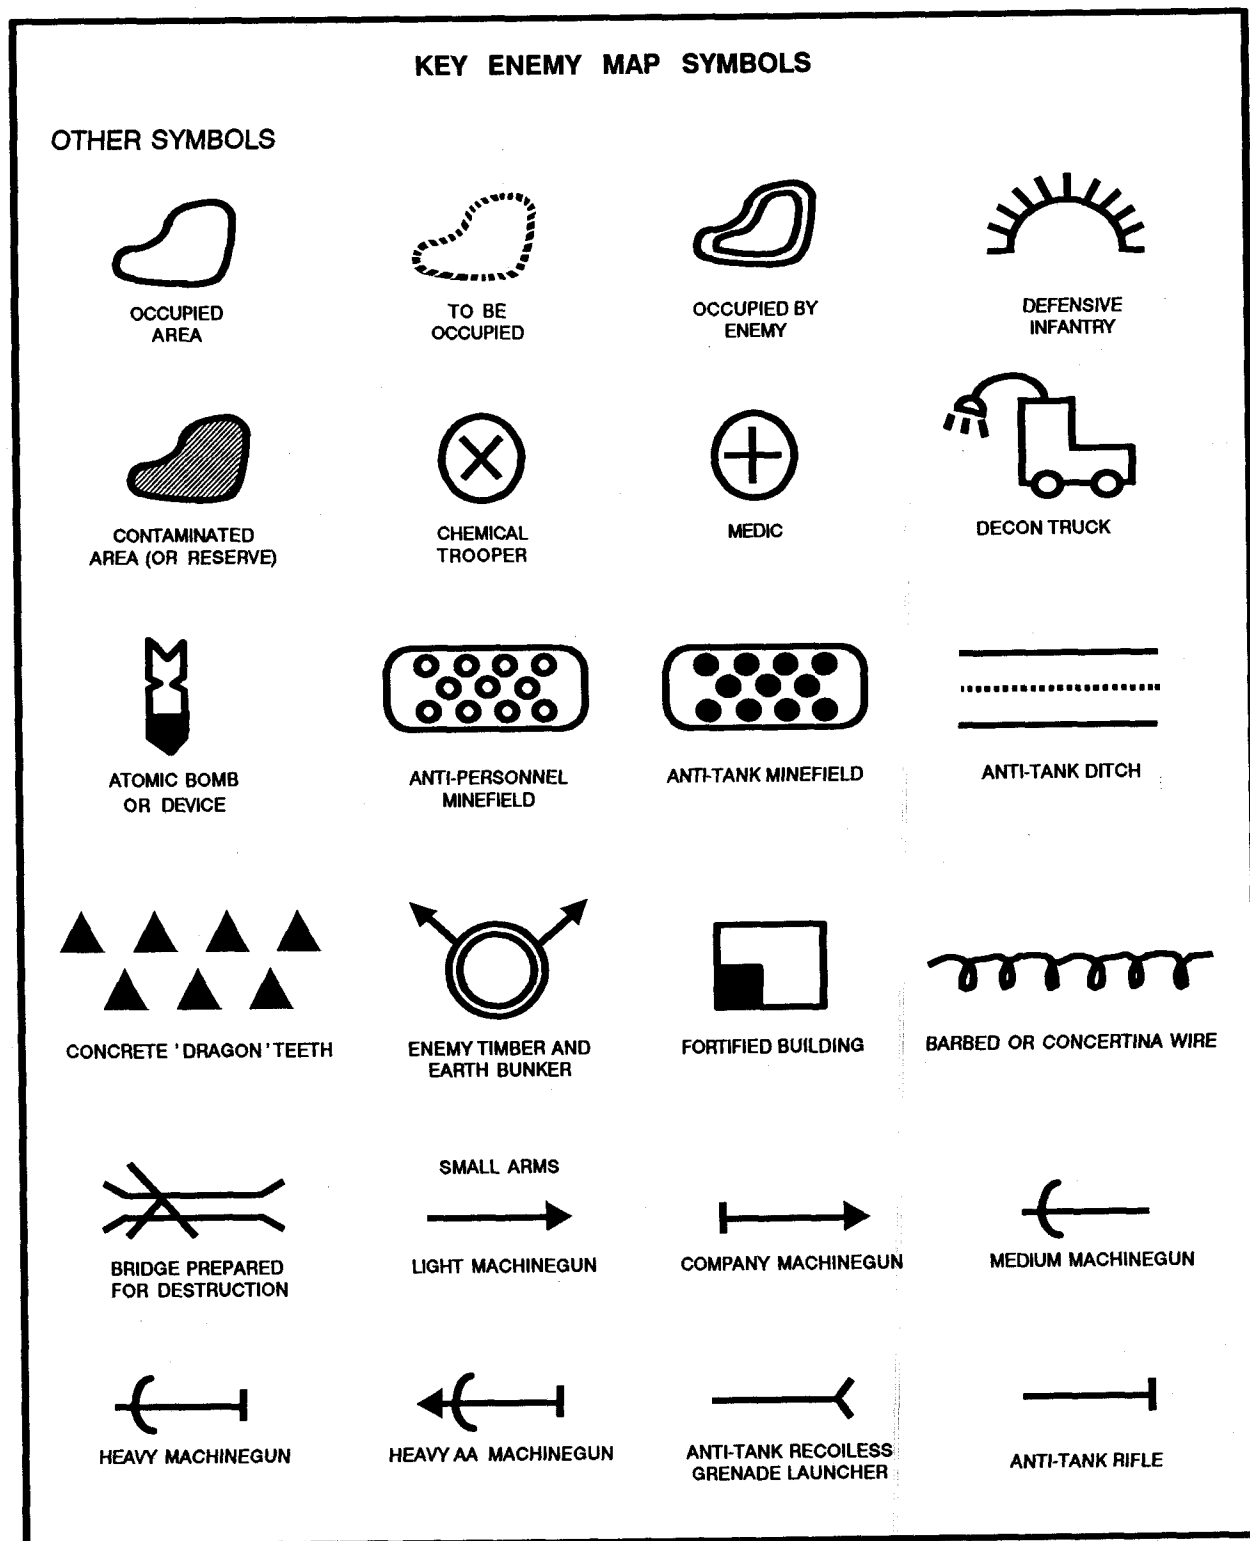 KEY ENEMY MAP SYMBOLS
OTHER SYMBOLS
OCCUPIED
AREA
TO BE
OCCUPIED
OCCUPIED BY
ENEMY
DEFENSIVE
INFANTRY
CONTAMINATED
AREA (OR RESERVE)
CHEMICAL
TROOPER
MEDIC
DECON TRUCK
ATOMIC BOMB
OR DEVICE
ANTI-PERSONNEL
MINEFIELD
ANTI-TANK MINEFIELD
ANTI-TANK DITCH
CONCRETE 'DRAGON' TEETH
ENEMY TIMBER AND
EARTH BUNKER
FORTIFIED BUILDING
BARBED OR CONCERTINA WIRE
BRIDGE PREPARED
FOR DESTRUCTION
SMALL ARMS
LIGHT MACHINEGUN
COMPANY MACHINEGUN
MEDIUM MACHINEGUN
HEAVY MACHINEGUN
HEAVY AA MACHINEGUN
ANTI-TANK RECOILESS
GRENADE LAUNCHER
ANTI-TANK RIFLE